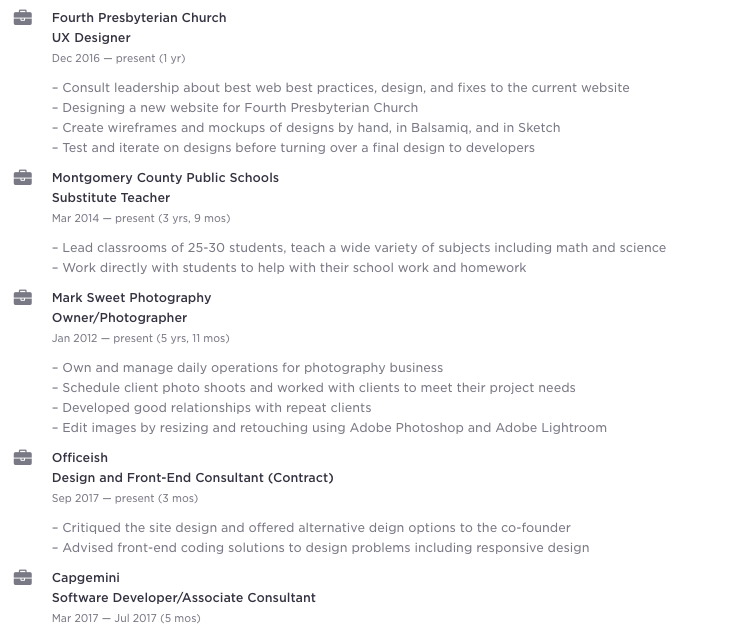 Fourth Presbyterian Church
UX Designer
Dec 2016 — present (1 yr)
– Consult leadership about best web best practices, design, and fixes to the current website
– Designing a new website for Fourth Presbyterian Church
– Create wireframes and mockups of designs by hand, in Balsamiq, and in Sketch
– Test and iterate on designs before turning over a final design to developers
Montgomery County Public Schools
Substitute Teacher
Mar 2014 — present (3 yrs, 9 mos)
– Lead classrooms of 25-30 students, teach a wide variety of subjects including math and science
– Work directly with students to help with their school work and homework
Mark Sweet Photography
Owner/Photographer
Jan 2012 — present (5 yrs, 11 mos)
– Own and manage daily operations for photography business
– Schedule client photo shoots and worked with clients to meet their project needs
– Developed good relationships with repeat clients
– Edit images by resizing and retouching using Adobe Photoshop and Adobe Lightroom
Officeish
Design and Front-End Consultant (Contract)
Sep 2017 — present (3 mos)
– Critiqued the site design and offered alternative deign options to the co-founder
– Advised front-end coding solutions to design problems including responsive design
Capgemini
Software Developer/Associate Consultant
Mar 2017 — Jul 2017 (5 mos)